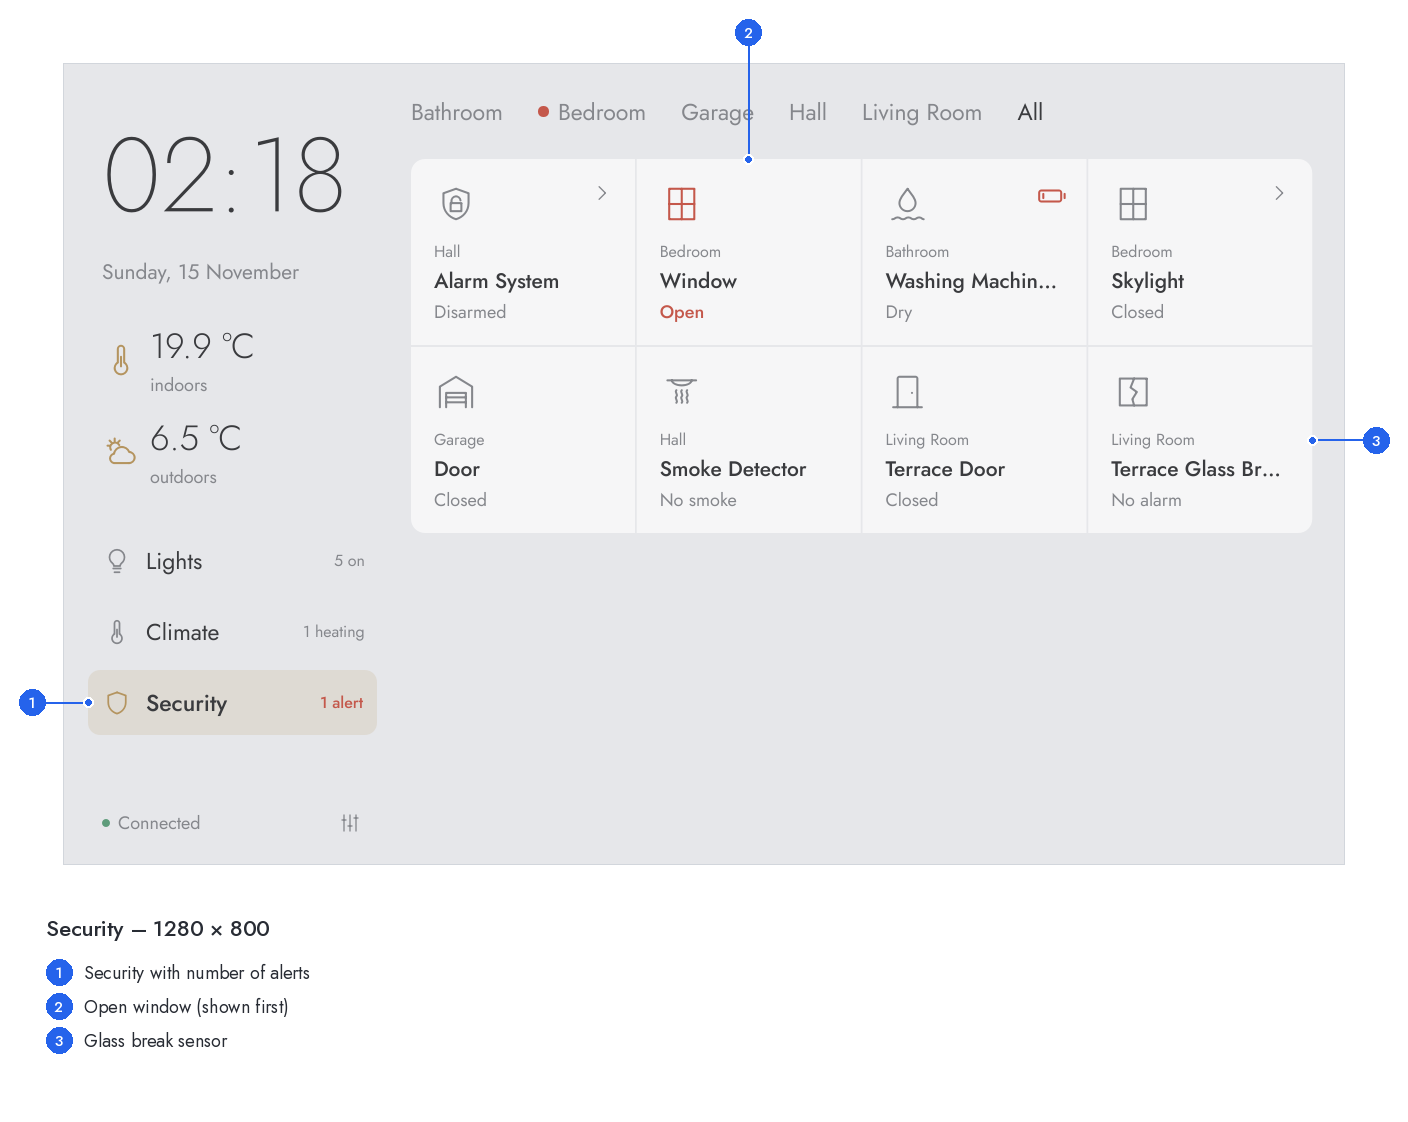 2
Bathroom Bedroom Garage Hall Living Room All
02:18
Sunday, 15 November
19.9 °C
indoors
6.5 °C
outdoors
Lights 5 on
Climate 1 heating
1
Security 1 alert
Connected
Hall
Alarm System
Disarmed
Bedroom
Window
Open
Bathroom
Washing Machin...
Dry
Bedroom
Skylight
Closed
Garage
Door
Closed
Hall
Smoke Detector
No smoke
Living Room
Terrace Door
Closed
Living Room
Terrace Glass Br...
No alarm
3
Security – 1280 × 800
1 Security with number of alerts
2 Open window (shown first)
3 Glass break sensor